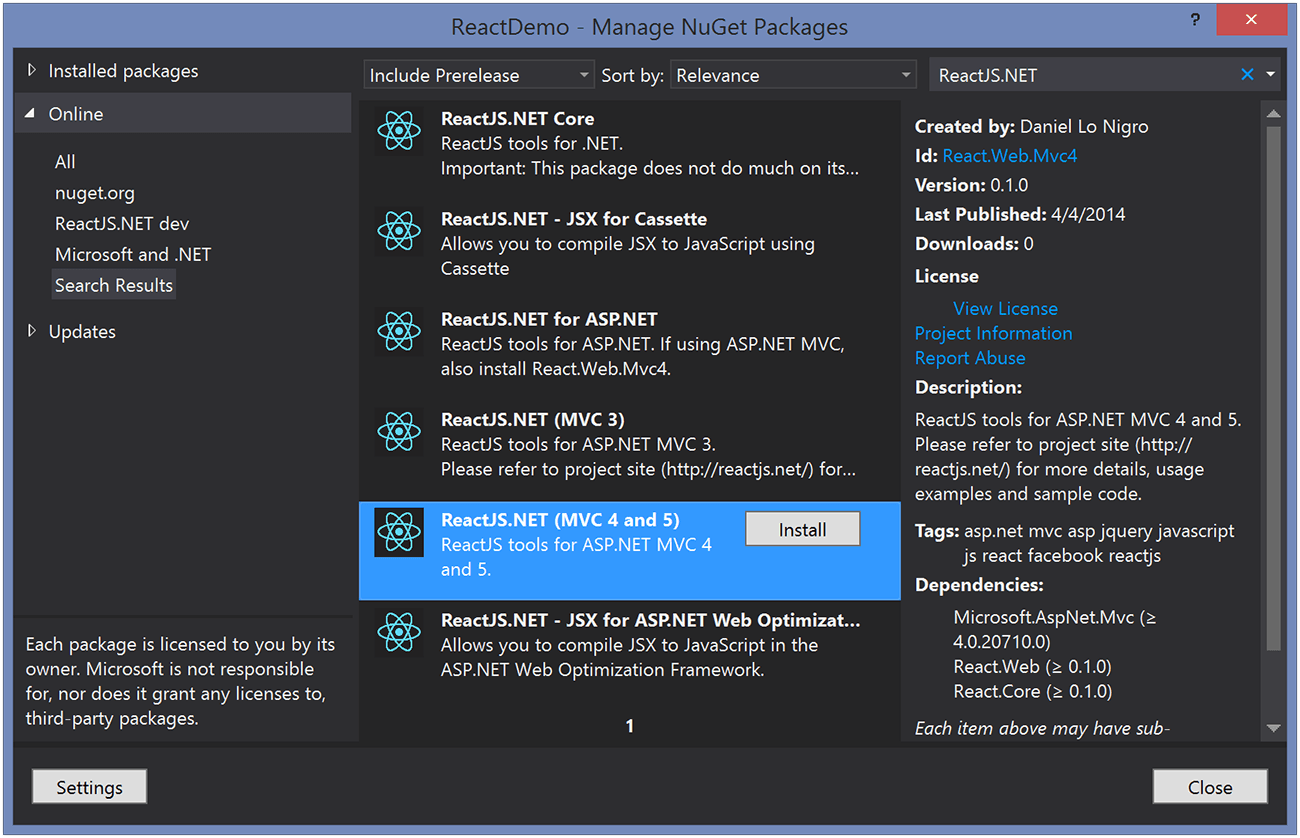 ReactDemo - Manage NuGet Packages
?
Installed packages
Online
All
nuget.org
ReactJS.NET dev
Microsoft and .NET
Search Results
Updates
Each package is licensed to you by its
owner. Microsoft is not responsible
for, nor does it grant any licenses to,
third-party packages.
Include Prerelease
Sort by:
Relevance
ReactJS.NET
ReactJS.NET Core
ReactJS tools for .NET.
Important: This package does not do much on its...
ReactJS.NET - JSX for Cassette
Allows you to compile JSX to JavaScript using
Cassette
ReactJS.NET for ASP.NET
ReactJS tools for ASP.NET. If using ASP.NET MVC,
also install React.Web.Mvc4.
ReactJS.NET (MVC 3)
ReactJS tools for ASP.NET MVC 3.
Please refer to project site (http://reactjs.net/) for...
ReactJS.NET (MVC 4 and 5)
ReactJS tools for ASP.NET MVC 4
and 5.
Install
ReactJS.NET - JSX for ASP.NET Web Optimizat...
Allows you to compile JSX to JavaScript in the
ASP.NET Web Optimization Framework.
1
Created by: Daniel Lo Nigro
Id: React.Web.Mvc4
Version: 0.1.0
Last Published: 4/4/2014
Downloads: 0
License
View License
Project Information
Report Abuse
Description:
ReactJS tools for ASP.NET MVC 4 and 5.
Please refer to project site (http://
reactjs.net/) for more details, usage
examples and sample code.
Tags: asp.net mvc asp jquery javascript
js react facebook reactjs
Dependencies:
Microsoft.AspNet.Mvc (≥
4.0.20710.0)
React.Web (≥ 0.1.0)
React.Core (≥ 0.1.0)
Each item above may have sub-
Settings
Close